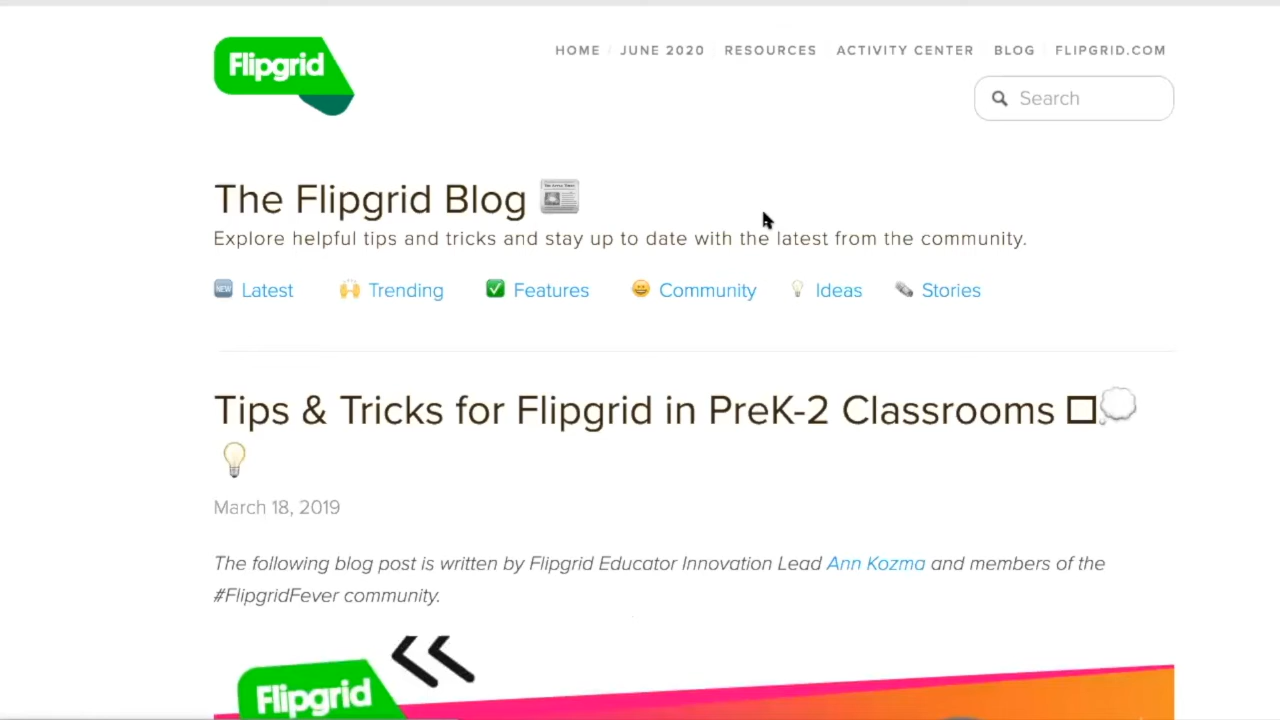 Flipgrid
HOME / JUNE 2020 RESOURCES ACTIVITY CENTER BLOG FLIPGRID.COM
Search
The Flipgrid Blog 📰
Explore helpful tips and tricks and stay up to date with the latest from the community.
🆕 Latest 🙌 Trending ✅ Features 😀 Community 💡 Ideas 🗞 Stories
Tips & Tricks for Flipgrid in PreK-2 Classrooms □💭
💡
March 18, 2019
The following blog post is written by Flipgrid Educator Innovation Lead Ann Kozma and members of the
#FlipgridFever community.
Flipgrid